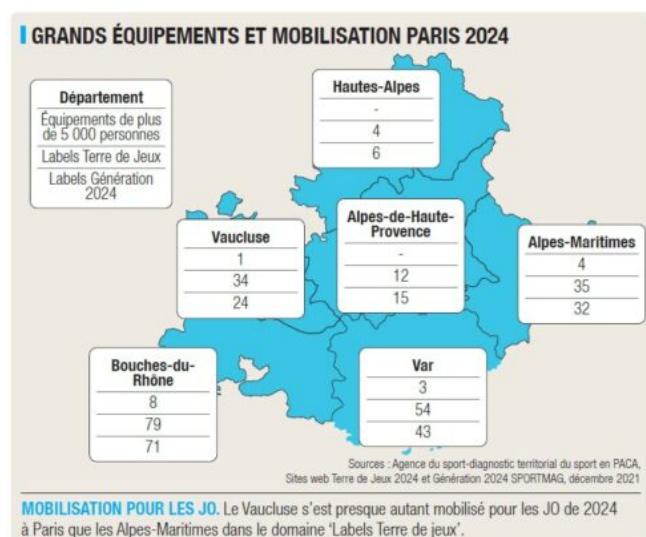 GRANDS ÉQUIPEMENTS ET MOBILISATION PARIS 2024
Département
Équipements de plus
de 5 000 personnes
Labels Terre de Jeux
Labels Génération
2024
Hautes-Alpes
-
4
6
Vaucluse
1
34
24
Alpes-de-Haute-
Provence
-
12
15
Alpes-Maritimes
4
35
32
Bouches-du-
Rhône
8
79
71
Var
3
54
43
Sources : Agence du sport-diagnostic territorial du sport en PACA,
Sites web Terre de Jeux 2024 et Génération 2024 SPORTMAG, décembre 2021
MOBILISATION POUR LES JO. Le Vaucluse s'est presque autant mobilisé pour les JO de 2024
à Paris que les Alpes-Maritimes dans le domaine ‘Labels Terre de jeux’.